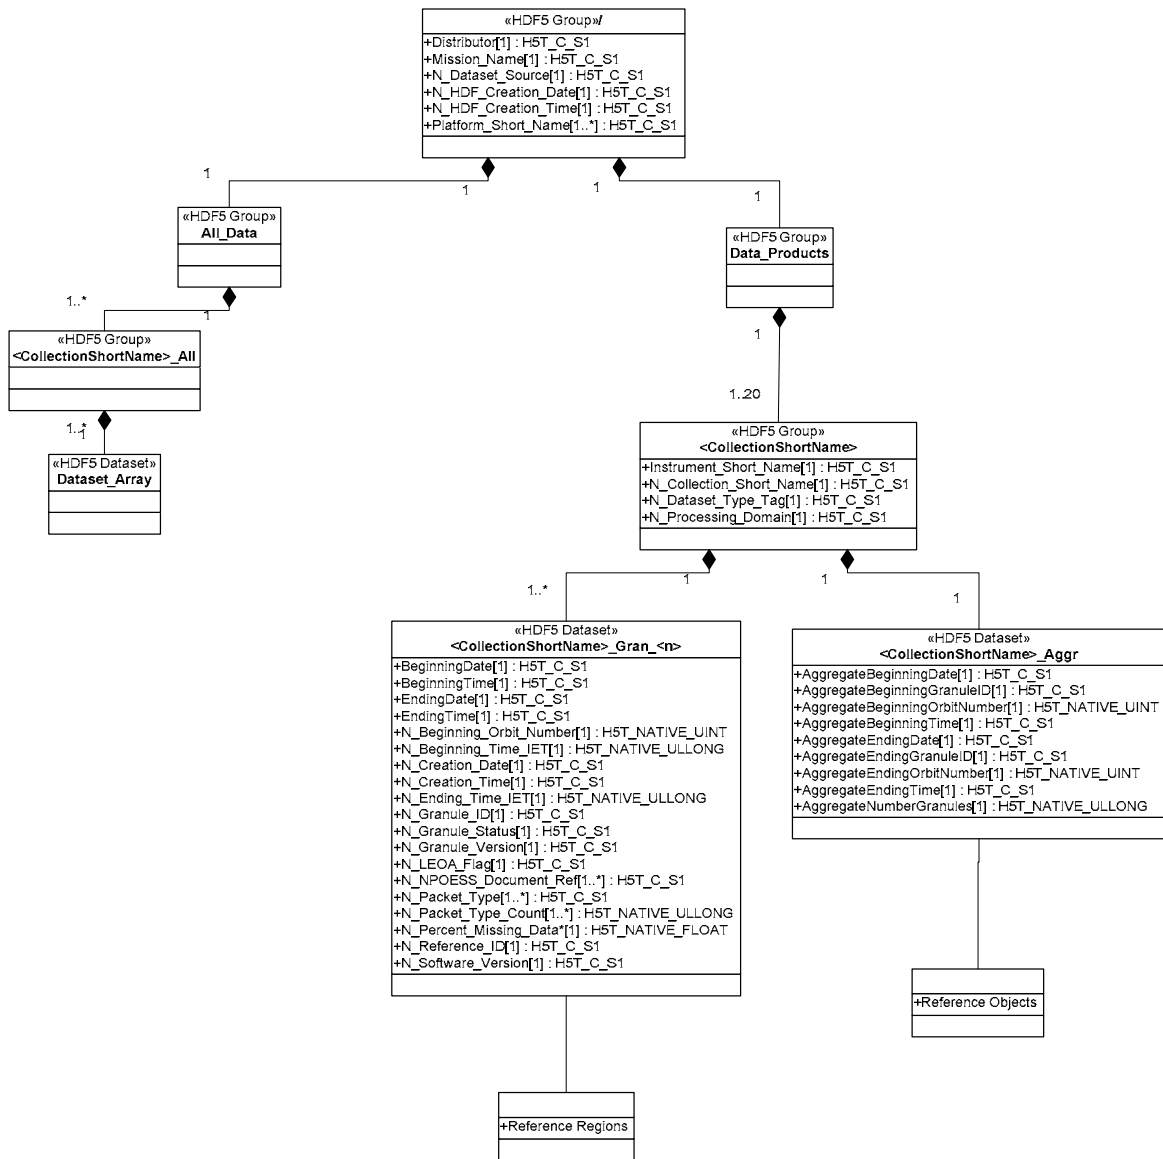 «HDF5 Group»/
+Distributor[1] : H5T_C_S1
+Mission_Name[1] : H5T_C_S1
+N_Dataset_Source[1] : H5T_C_S1
+N_HDF_Creation_Date[1] : H5T_C_S1
+N_HDF_Creation_Time[1] : H5T_C_S1
+Platform_Short_Name[1..*] : H5T_C_S1
1
1
1
1
«HDF5 Group»
All_Data
«HDF5 Group»
Data_Products
1..*
1
1
«HDF5 Group»
<CollectionShortName>_All
1..*
1
«HDF5 Dataset»
Dataset_Array
1..20
«HDF5 Group»
<CollectionShortName>
+Instrument_Short_Name[1] : H5T_C_S1
+N_Collection_Short_Name[1] : H5T_C_S1
+N_Dataset_Type_Tag[1] : H5T_C_S1
+N_Processing_Domain[1] : H5T_C_S1
1..*
1
1
1
«HDF5 Dataset»
<CollectionShortName>_Gran_<n>
+BeginningDate[1] : H5T_C_S1
+BeginningTime[1] : H5T_C_S1
+EndingDate[1] : H5T_C_S1
+EndingTime[1] : H5T_C_S1
+N_Beginning_Orbit_Number[1] : H5T_NATIVE_UINT
+N_Beginning_Time_IET[1] : H5T_NATIVE_ULLONG
+N_Creation_Date[1] : H5T_C_S1
+N_Creation_Time[1] : H5T_C_S1
+N_Ending_Time_IET[1] : H5T_NATIVE_ULLONG
+N_Granule_ID[1] : H5T_C_S1
+N_Granule_Status[1] : H5T_C_S1
+N_Granule_Version[1] : H5T_C_S1
+N_LEOA_Flag[1] : H5T_C_S1
+N_NPOESS_Document_Ref[1..*] : H5T_C_S1
+N_Packet_Type[1..*] : H5T_C_S1
+N_Packet_Type_Count[1..*] : H5T_NATIVE_ULLONG
+N_Percent_Missing_Data*[1] : H5T_NATIVE_FLOAT
+N_Reference_ID[1] : H5T_C_S1
+N_Software_Version[1] : H5T_C_S1
«HDF5 Dataset»
<CollectionShortName>_Aggr
+AggregateBeginningDate[1] : H5T_C_S1
+AggregateBeginningGranuleID[1] : H5T_C_S1
+AggregateBeginningOrbitNumber[1] : H5T_NATIVE_UINT
+AggregateBeginningTime[1] : H5T_C_S1
+AggregateEndingDate[1] : H5T_C_S1
+AggregateEndingGranuleID[1] : H5T_C_S1
+AggregateEndingOrbitNumber[1] : H5T_NATIVE_UINT
+AggregateEndingTime[1] : H5T_C_S1
+AggregateNumberGranules[1] : H5T_NATIVE_ULLONG
+Reference Objects
+Reference Regions